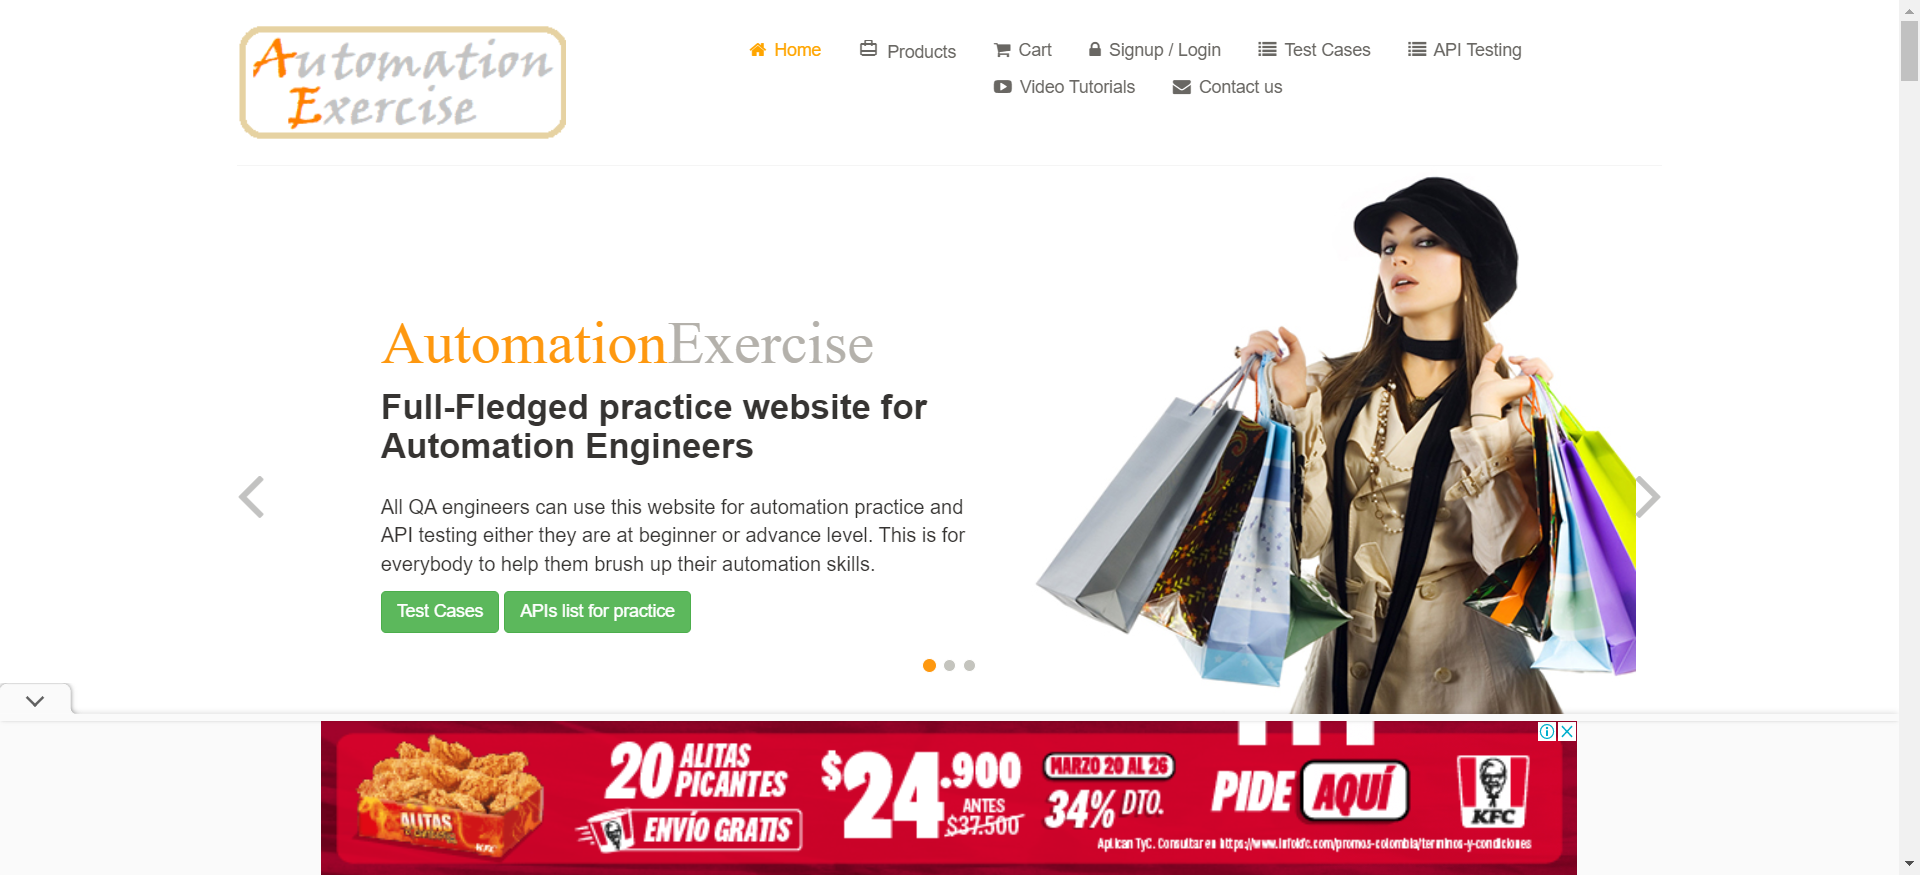 Automation
Exercise
Home
Products
Cart
Signup / Login
Test Cases
API Testing
Video Tutorials
Contact us
AutomationExercise
Full-Fledged practice website for
Automation Engineers
All QA engineers can use this website for automation practice and
API testing either they are at beginner or advance level. This is for
everybody to help them brush up their automation skills.
Test Cases
APIs list for practice
ALITAS
KFC
20 ALITAS
PICANTES
ENVÍO GRATIS
$24.900
ANTES
$37.500
MARZO 20 AL 26
34% DTO.
PIDE AQUÍ
KFC
Aplican TyC. Consultar en https://www.infokfc.com/promos-colombia/terminos-y-condiciones